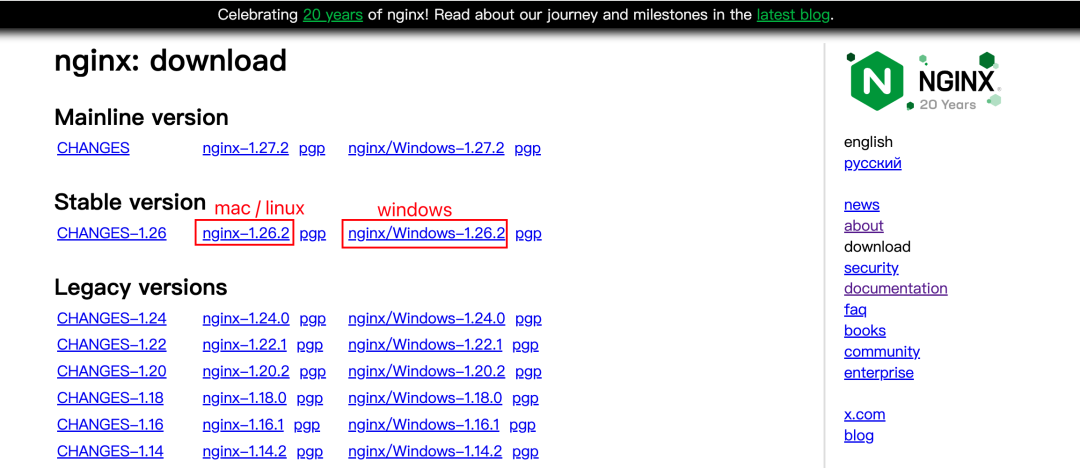 Celebrating 20 years of nginx! Read about our journey and milestones in the latest blog.
nginx: download
Mainline version
CHANGES nginx-1.27.2 pgp nginx/Windows-1.27.2 pgp
Stable version mac / linux windows
CHANGES-1.26 nginx-1.26.2 pgp nginx/Windows-1.26.2 pgp
Legacy versions
CHANGES-1.24 nginx-1.24.0 pgp nginx/Windows-1.24.0 pgp
CHANGES-1.22 nginx-1.22.1 pgp nginx/Windows-1.22.1 pgp
CHANGES-1.20 nginx-1.20.2 pgp nginx/Windows-1.20.2 pgp
CHANGES-1.18 nginx-1.18.0 pgp nginx/Windows-1.18.0 pgp
CHANGES-1.16 nginx-1.16.1 pgp nginx/Windows-1.16.1 pgp
CHANGES-1.14 nginx-1.14.2 pgp nginx/Windows-1.14.2 pgp
N NGINX
20 Years
english
русский
news
about
download
security
documentation
faq
books
community
enterprise
x.com
blog